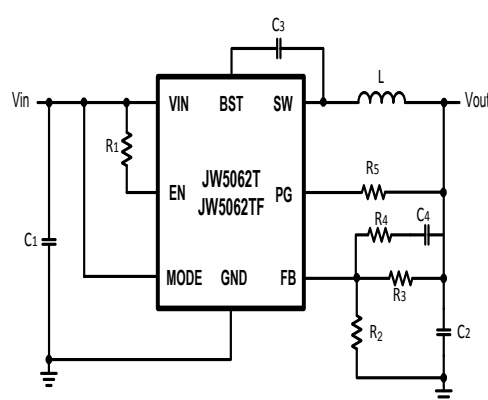 C3
L
Vin
VIN
BST
SW
Vout
R1
JW5062T
JW5062TF
R5
EN
PG
R4
C4
C1
MODE
GND
FB
R3
R2
C2